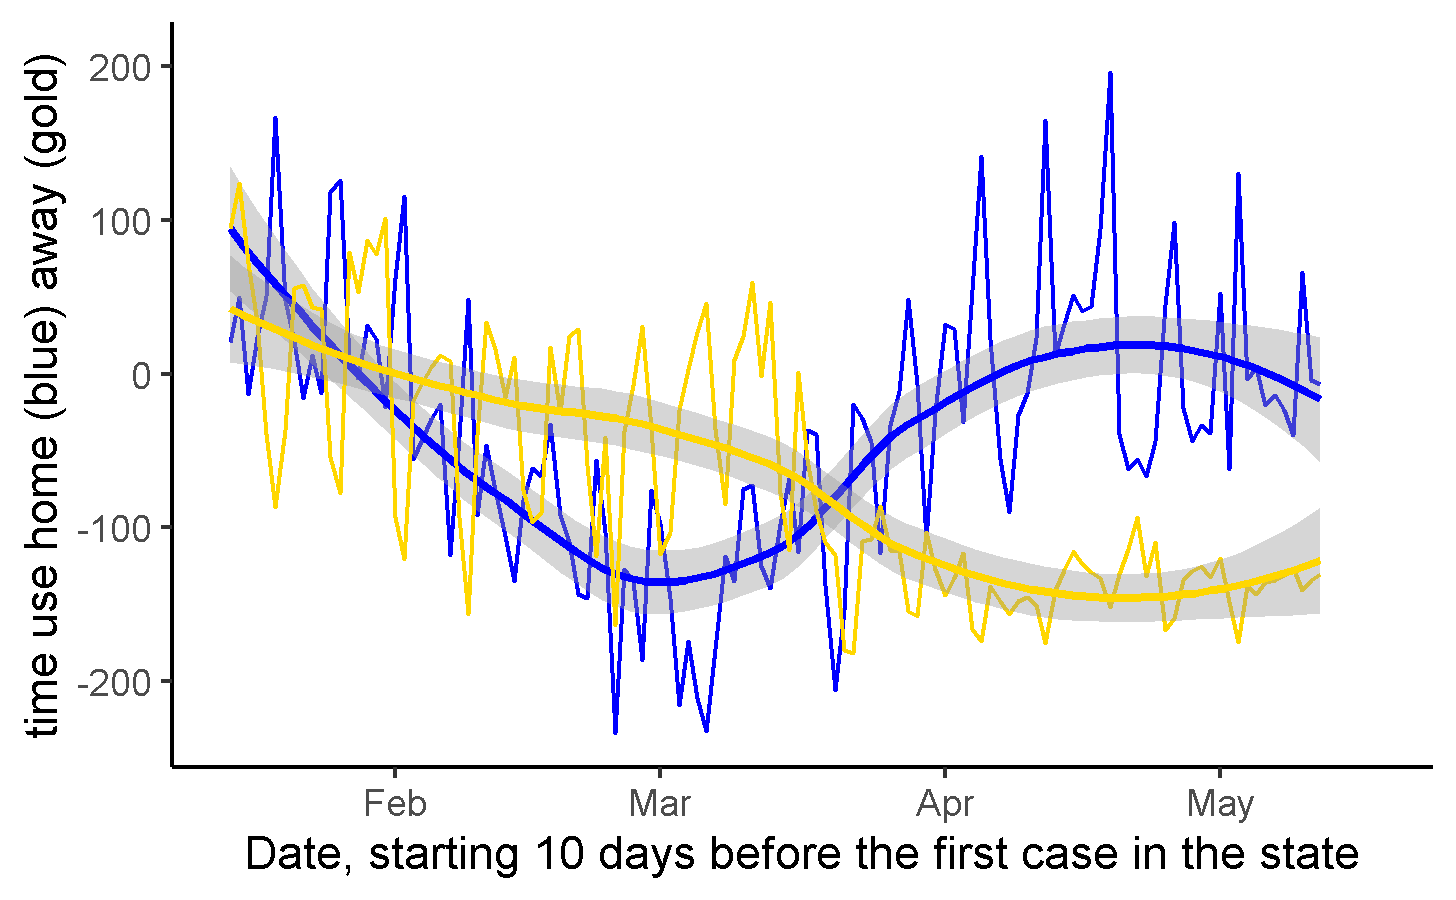 time use home (blue) away (gold)
200
100
0
-100
-200
Feb Mar Apr May
Date, starting 10 days before the first case in the state